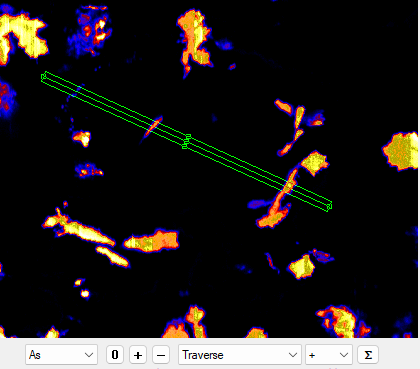 As 0 + − Traverse + Σ